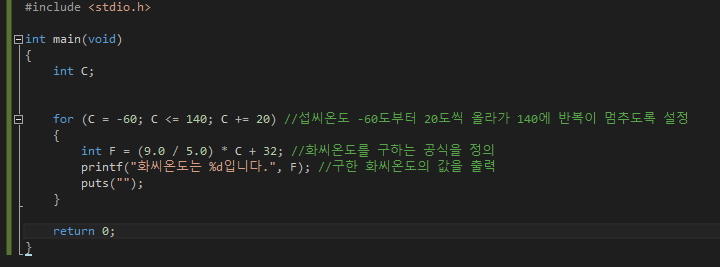 #include <stdio.h>
int main(void)
{
int C;
for (C = -60; C <= 140; C += 20) //섭씨온도 -60도부터 20도씩 올라가 140에 반복이 멈추도록 설정
{
int F = (9.0 / 5.0) * C + 32; //화씨온도를 구하는 공식을 정의
printf("화씨온도는 %d입니다.", F); //구한 화씨온도의 값을 출력
puts("");
}
return 0;
}